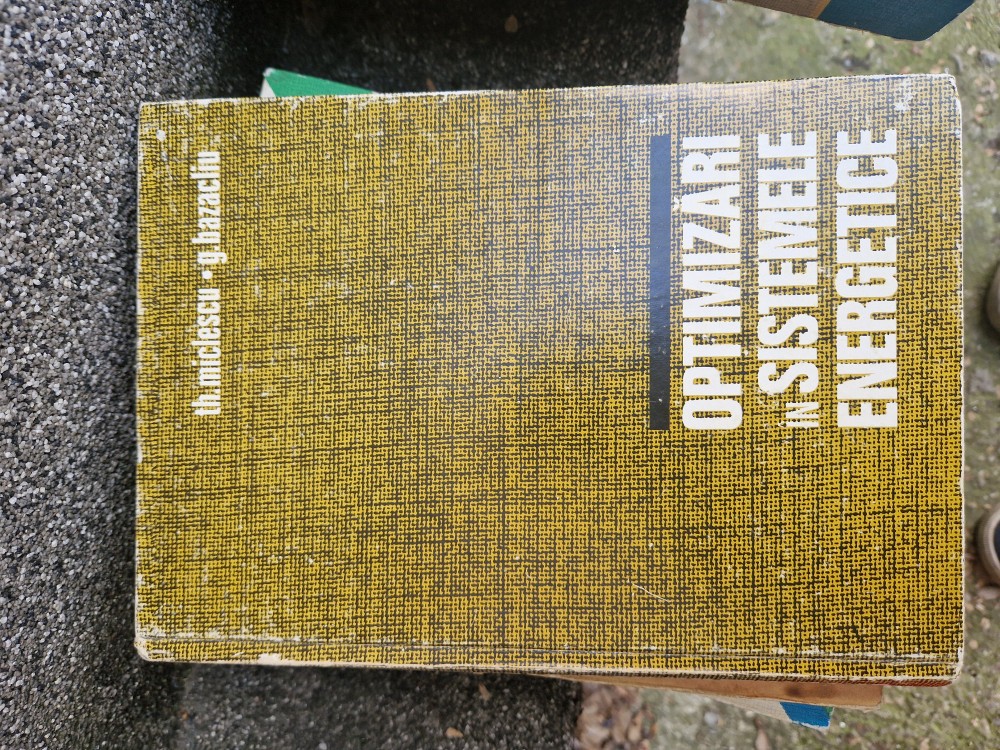 th.miclescu • g.bazacliu
OPTIMIZĂRI
ÎN SISTEMELE
ENERGETICE